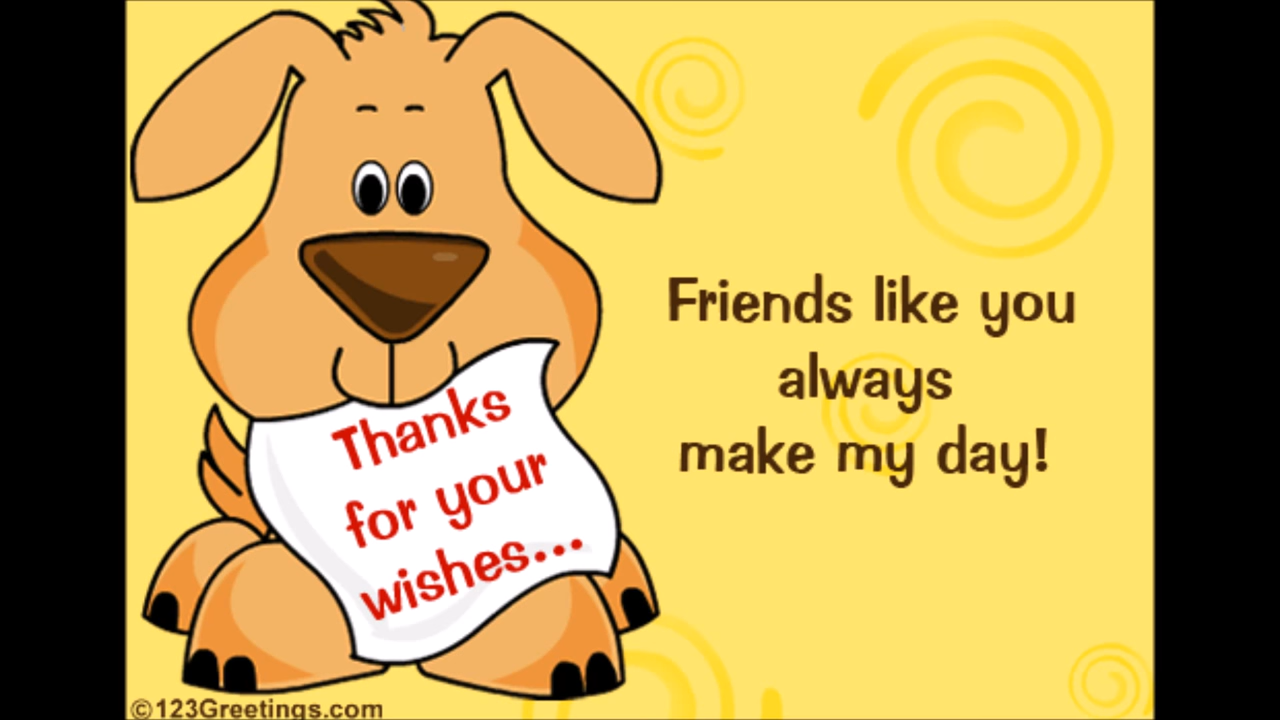 Friends like you
always
make my day!
Thanks
for your
wishes...
©123Greetings.com